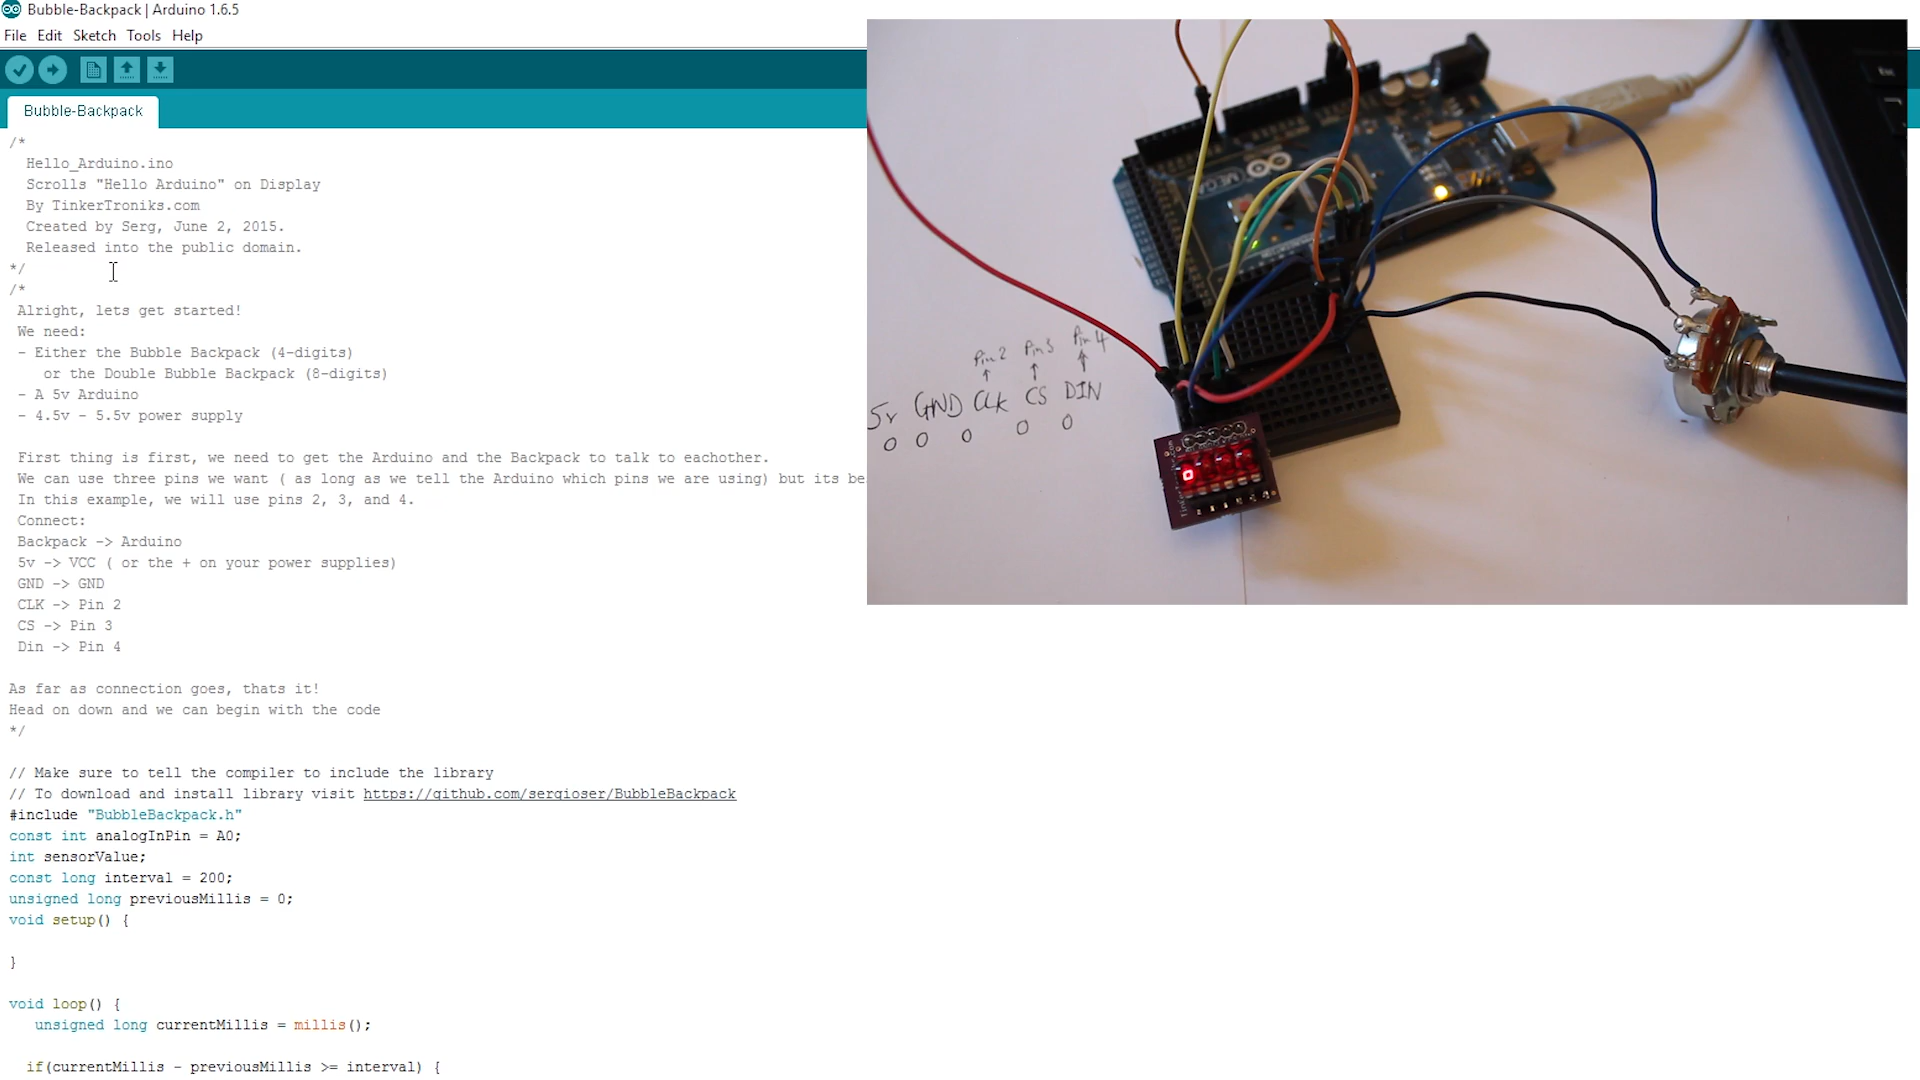 Bubble-Backpack | Arduino 1.6.5
File Edit Sketch Tools Help
Bubble-Backpack
/*
Hello_Arduino.ino
Scrolls "Hello Arduino" on Display
By TinkerTroniks.com
Created by Serg, June 2, 2015.
Released into the public domain.
*/
/*
Alright, lets get started!
We need:
- Either the Bubble Backpack (4-digits)
or the Double Bubble Backpack (8-digits)
- A 5v Arduino
- 4.5v - 5.5v power supply
First thing is first, we need to get the Arduino and the Backpack to talk to eachother.
We can use three pins we want ( as long as we tell the Arduino which pins we are using) but its be
In this example, we will use pins 2, 3, and 4.
Connect:
Backpack -> Arduino
5v -> VCC ( or the + on your power supplies)
GND -> GND
CLK -> Pin 2
CS -> Pin 3
Din -> Pin 4
As far as connection goes, thats it!
Head on down and we can begin with the code
*/
// Make sure to tell the compiler to include the library
// To download and install library visit https://github.com/sergioser/BubbleBackpack
#include "BubbleBackpack.h"
const int analogInPin = A0;
int sensorValue;
const long interval = 200;
unsigned long previousMillis = 0;
void setup() {
}
void loop() {
unsigned long currentMillis = millis();
if(currentMillis - previousMillis >= interval) {
Pin 2 Pin 3 Pin 4
5v GND CLK CS DIN
MEGA
Esc